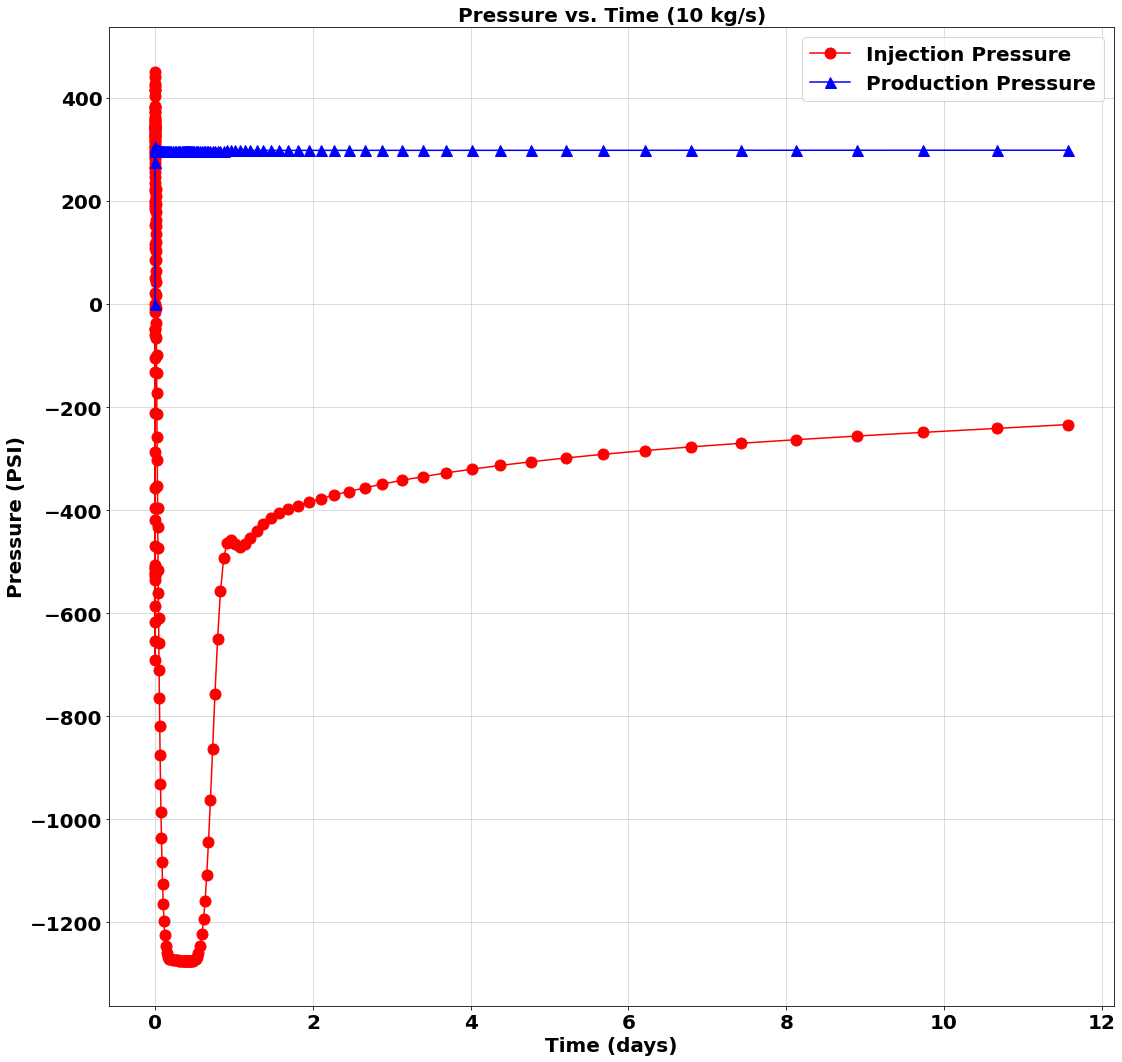 Pressure vs. Time (10 kg/s)
Injection Pressure
Production Pressure
Pressure (PSI)
400
200
0
−200
−400
−600
−800
−1000
−1200
0 2 4 6 8 10 12
Time (days)